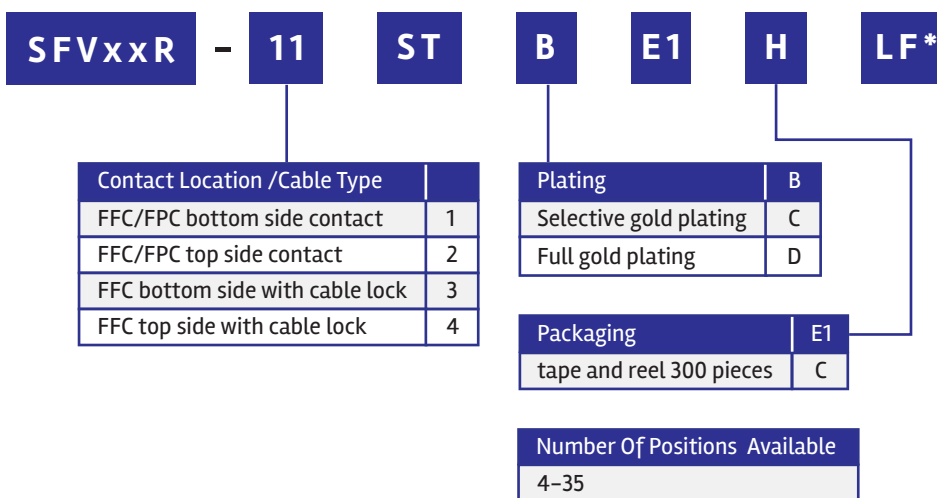 SFVxxR - 11 ST B E1 H LF*
Contact Location /Cable Type
FFC/FPC bottom side contact 1
FFC/FPC top side contact 2
FFC bottom side with cable lock 3
FFC top side with cable lock 4
Plating B
Selective gold plating C
Full gold plating D
Packaging E1
tape and reel 300 pieces C
Number Of Positions Available
4-35